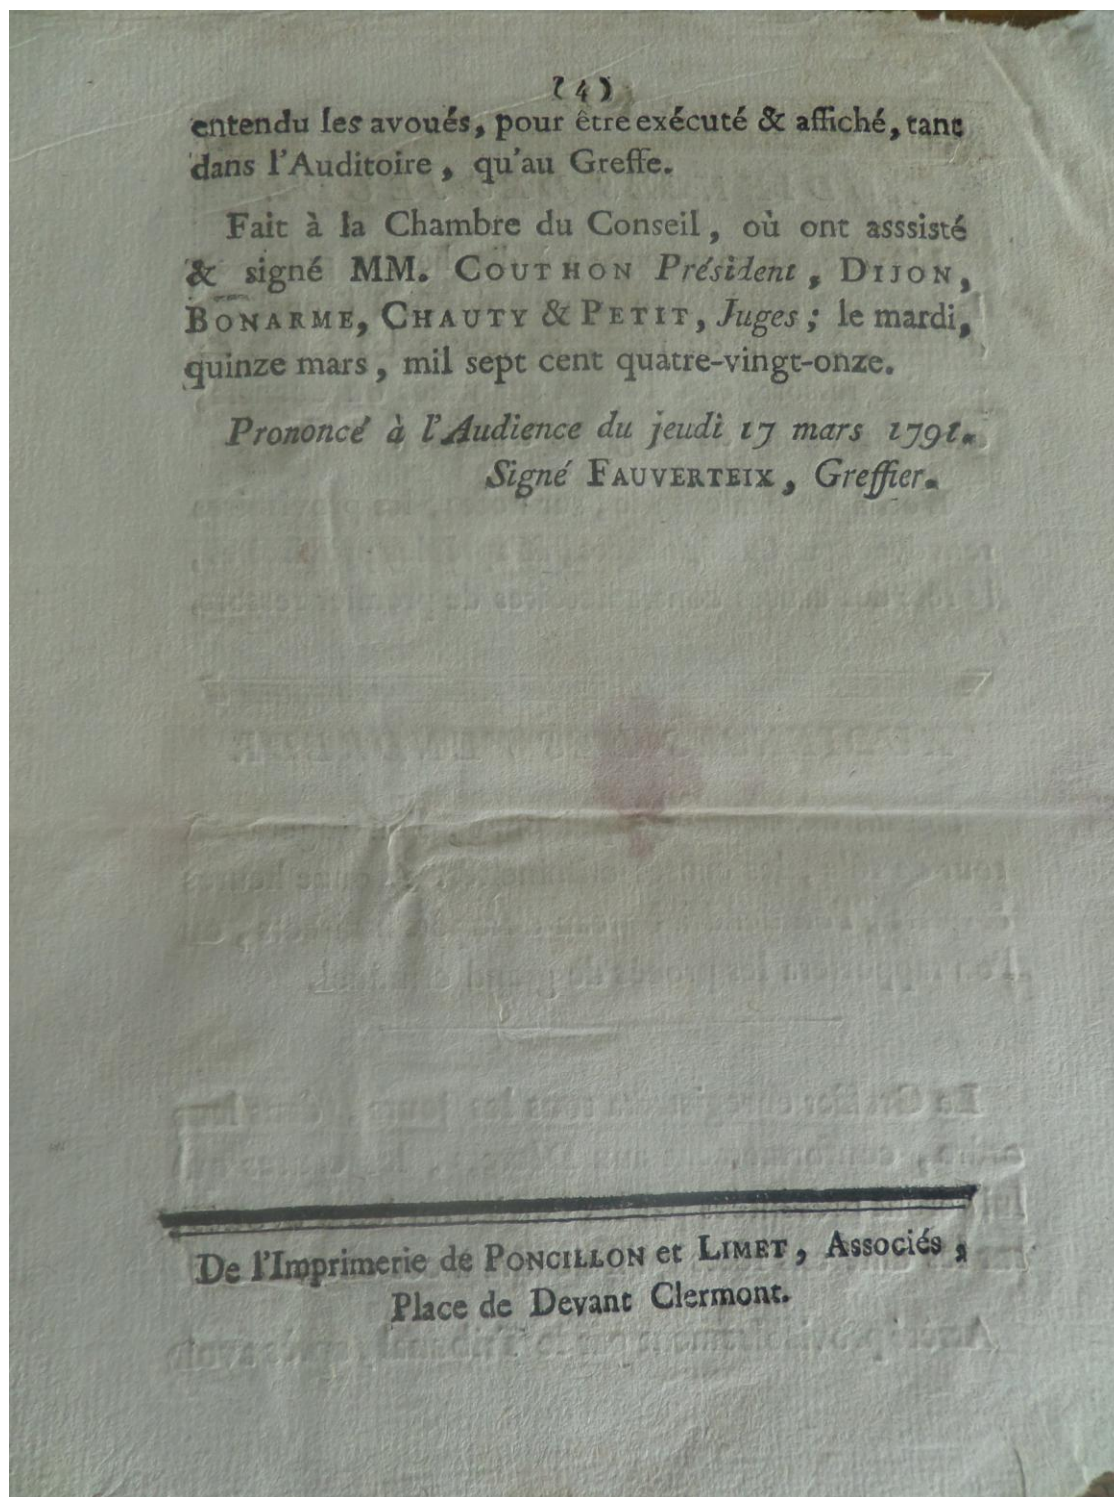 (4)
entendu les avoués, pour être exécuté & affiché, tant
dans l'Auditoire, qu'au Greffe.
Fait à la Chambre du Conseil, où ont asssisté
& signé MM. COUTHON Président, DIJON,
BONARME, CHAUTY & PETIT, Juges; le mardi,
quinze mars, mil sept cent quatre-vingt-onze.
Prononcé à l'Audience du jeudi 17 mars 1791.
Signé FAUVERTEIX, Greffier.
De l'Imprimerie de PONCILLON et LIMET, Associés,
Place de Devant Clermont.